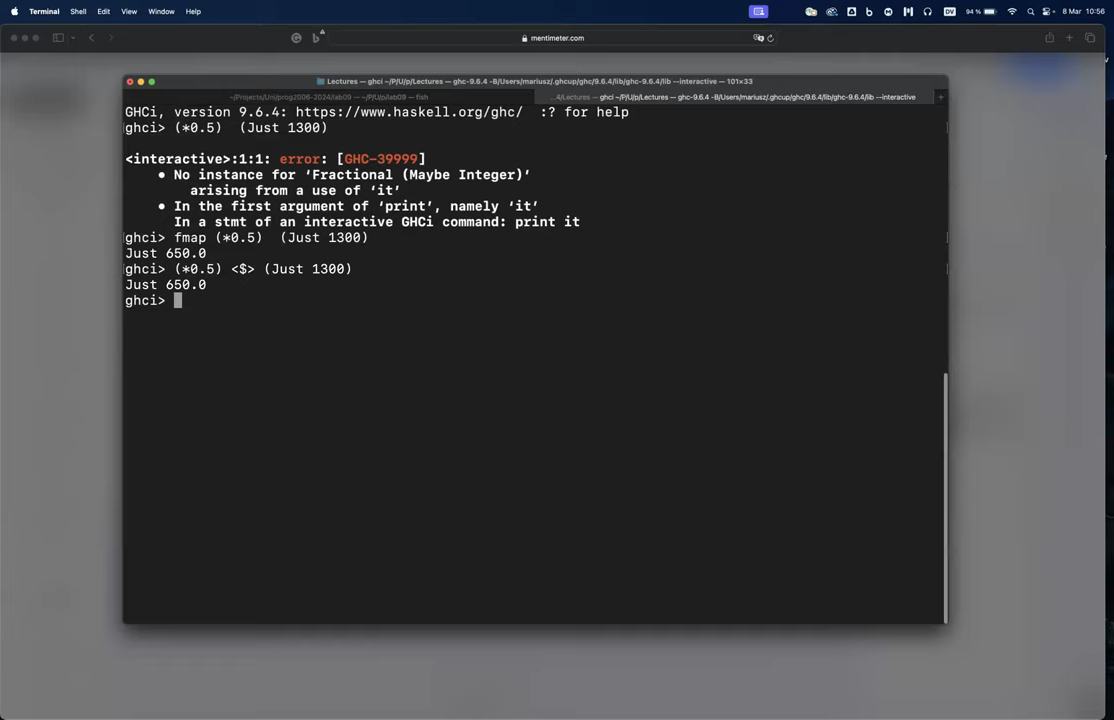 Terminal Shell Edit View Window Help DV 94 % 8 Mar 10:56
mentimeter.com
Lectures — ghci ~/P/U/p/Lectures — ghc-9.6.4 -B/Users/mariusz/.ghcup/ghc/9.6.4/lib/ghc-9.6.4/lib --interactive — 101×33
~/Projects/Uni/prog2006-2024/lab09 — ~/P/U/p/lab09 — fish
...4/Lectures — ghci ~/P/U/p/Lectures — ghc-9.6.4 -B/Users/mariusz/.ghcup/ghc/9.6.4/lib/ghc-9.6.4/lib --interactive
GHCi, version 9.6.4: https://www.haskell.org/ghc/  :? for help
ghci> (*0.5)  (Just 1300)
<interactive>:1:1: error: [GHC-39999]
• No instance for ‘Fractional (Maybe Integer)’
arising from a use of ‘it’
• In the first argument of ‘print’, namely ‘it’
In a stmt of an interactive GHCi command: print it
ghci> fmap (*0.5)  (Just 1300)
Just 650.0
ghci> (*0.5) <$> (Just 1300)
Just 650.0
ghci>